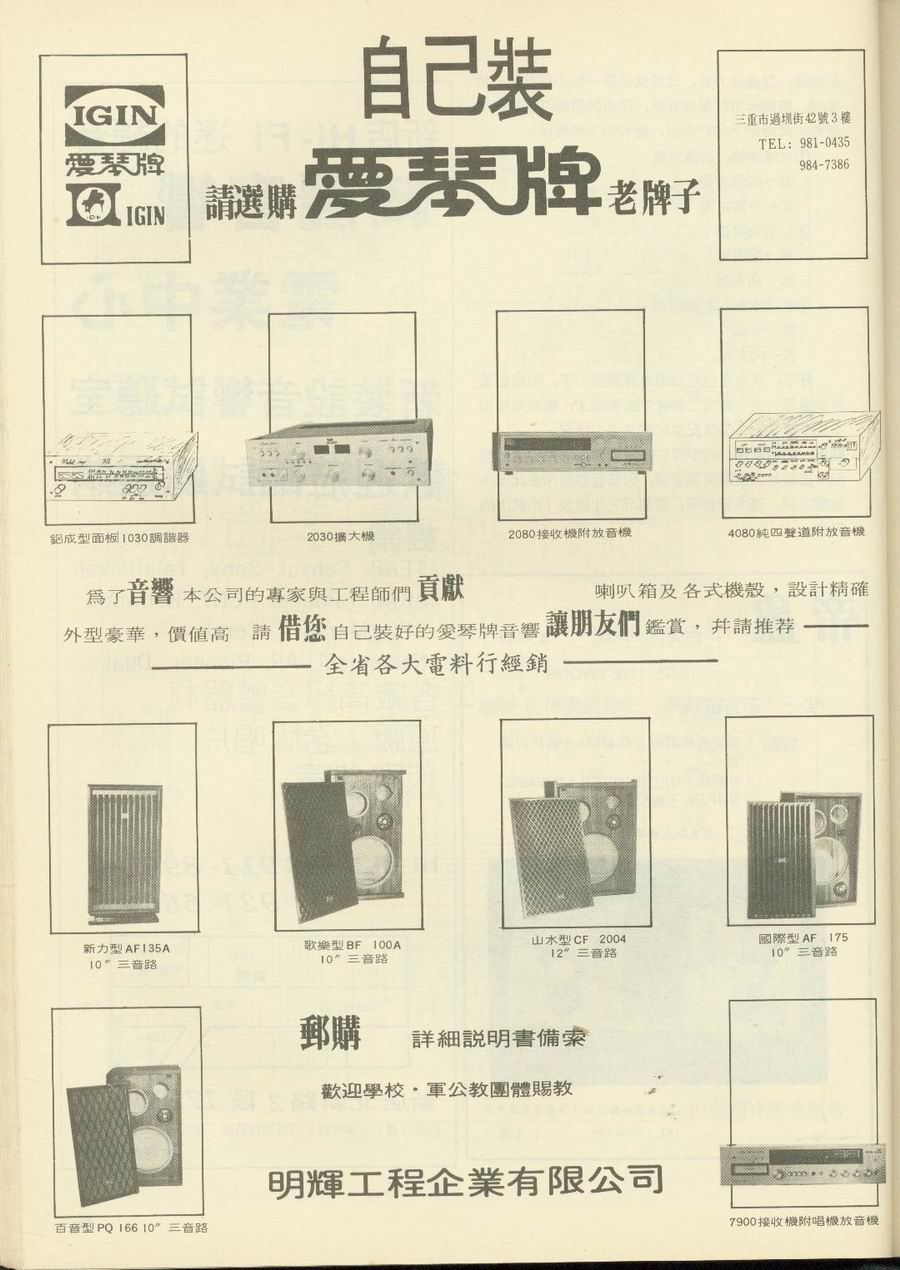 自己裝
IGIN
愛琴牌
IGIN
請選購 愛琴牌 老牌子
三重市過圳街42號3樓
TEL: 981-0435
984-7386
鋁成型面板1030調諧器
2030擴大機
2080接收機附放音機
4080純四聲道附放音機
爲了音響 本公司的專家與工程師們 貢獻 喇叭箱及各式機殼，設計精確
外型豪華，價值高 請 借您 自己裝好的愛琴牌音響 讓朋友們 鑑賞，幷請推荐
全省各大電料行經銷
新力型AF135A
10″ 三音路
歌樂型BF 100A
10″ 三音路
山水型CF 2004
12″ 三音路
國際型AF 175
10″ 三音路
郵購 詳細説明書備索
歡迎學校・軍公教團體賜教
明輝工程企業有限公司
百音型PQ 166 10″ 三音路
7900接收機附唱機放音機